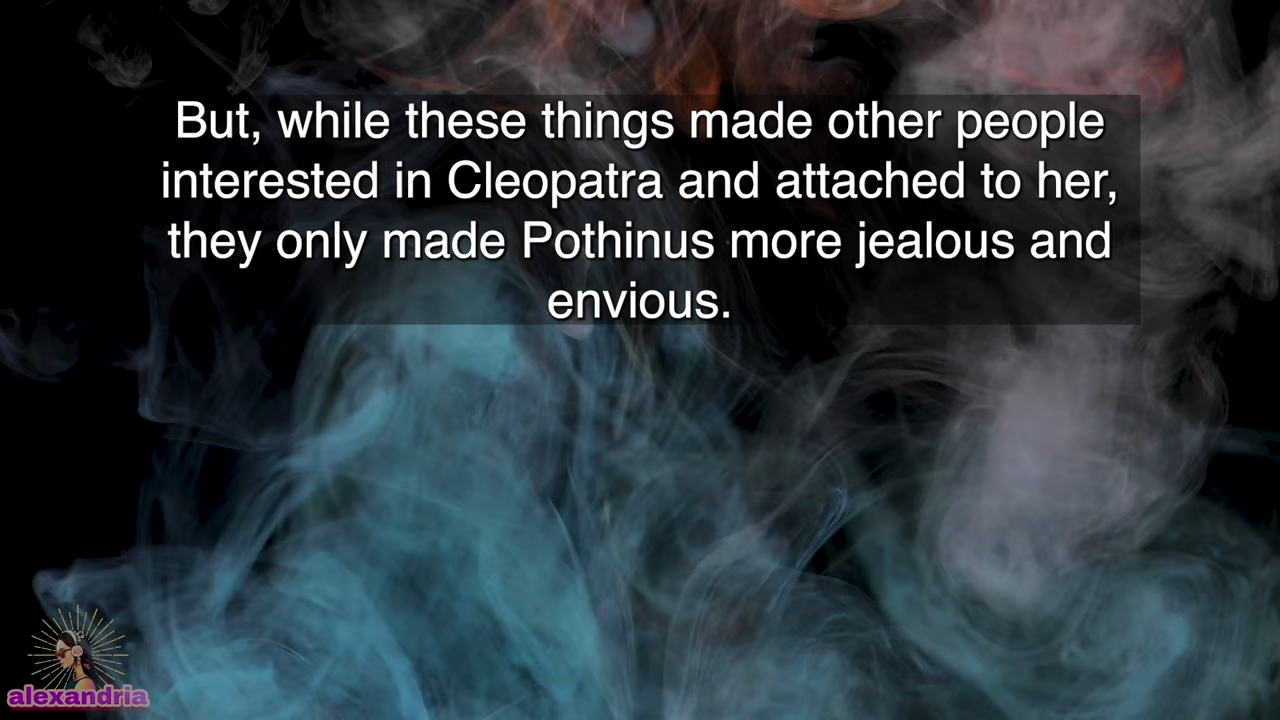 But, while these things made other people
interested in Cleopatra and attached to her,
they only made Pothinus more jealous and
envious.
alexandria